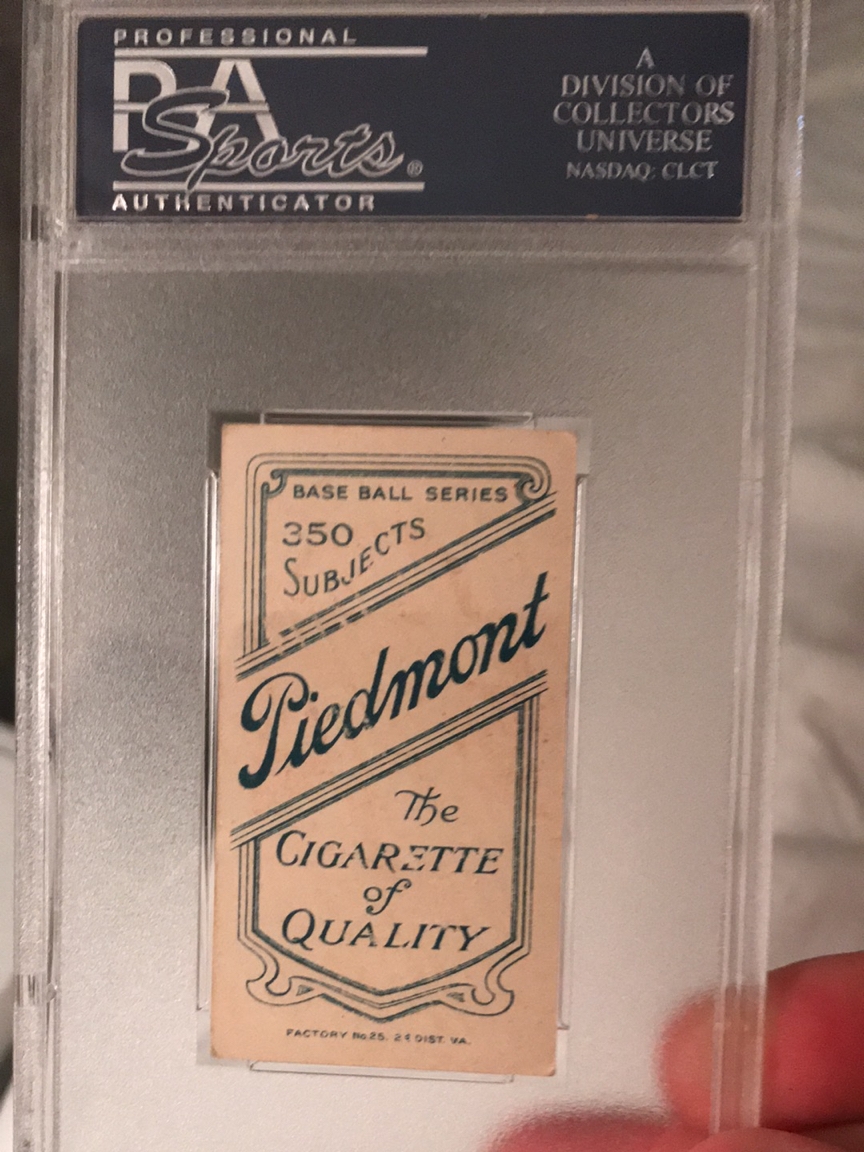 PROFESSIONAL
PSA
Sports®
AUTHENTICATOR
A
DIVISION OF
COLLECTORS
UNIVERSE
NASDAQ: CLCT
BASE BALL SERIES
350
SUBJECTS
Piedmont
The
CIGARETTE
of
QUALITY
FACTORY No 25. 2d DIST. VA.